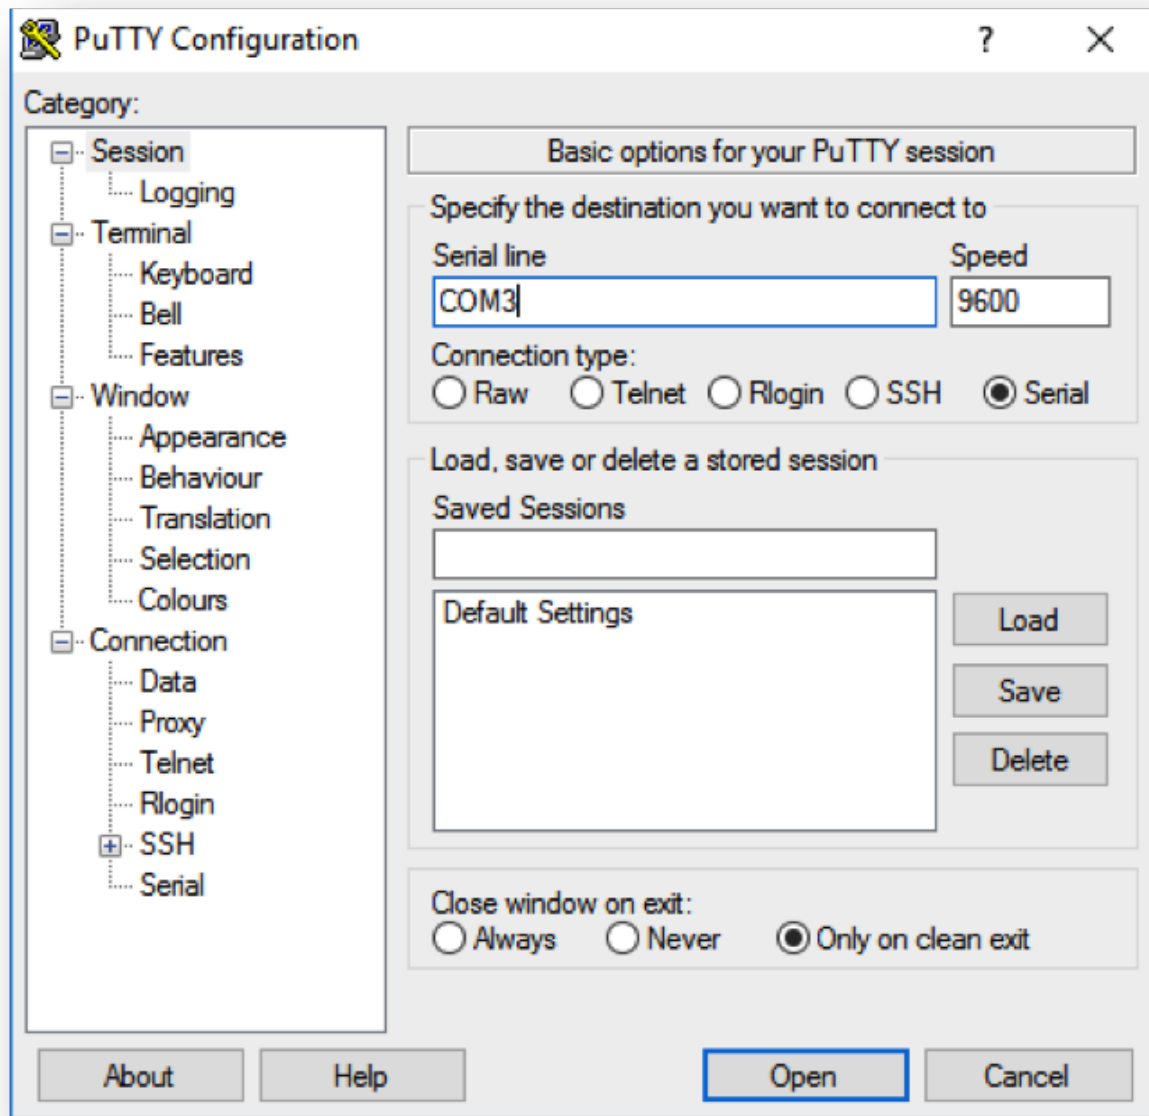 PuTTY Configuration
?
Category:
Session
Logging
Terminal
Keyboard
Bell
Features
Window
Appearance
Behaviour
Translation
Selection
Colours
Connection
Data
Proxy
Telnet
Rlogin
SSH
Serial
Basic options for your PuTTY session
Specify the destination you want to connect to
Serial line Speed
COM3 9600
Connection type:
Raw Telnet Rlogin SSH Serial
Load, save or delete a stored session
Saved Sessions
Default Settings
Load
Save
Delete
Close window on exit:
Always Never Only on clean exit
About Help Open Cancel